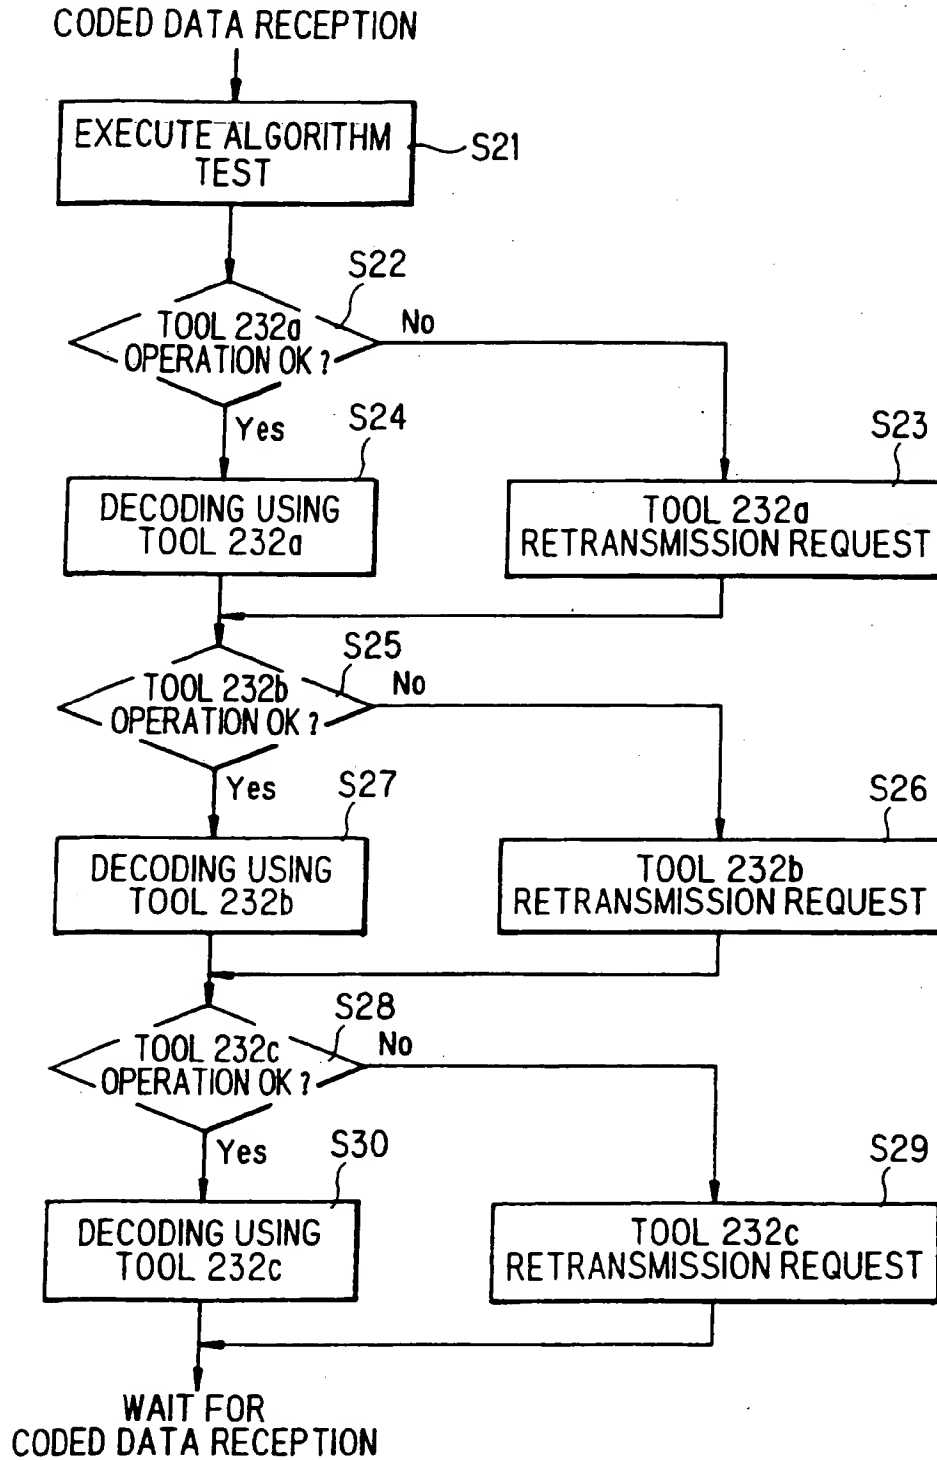 CODED DATA RECEPTION
EXECUTE ALGORITHM
TEST
S21
S22
TOOL 232a
OPERATION OK ?
No
Yes
S24
S23
DECODING USING
TOOL 232a
TOOL 232a
RETRANSMISSION REQUEST
S25
TOOL 232b
OPERATION OK ?
No
Yes
S27
S26
DECODING USING
TOOL 232b
TOOL 232b
RETRANSMISSION REQUEST
S28
TOOL 232c
OPERATION OK ?
No
Yes
S30
S29
DECODING USING
TOOL 232c
TOOL 232c
RETRANSMISSION REQUEST
WAIT FOR
CODED DATA RECEPTION